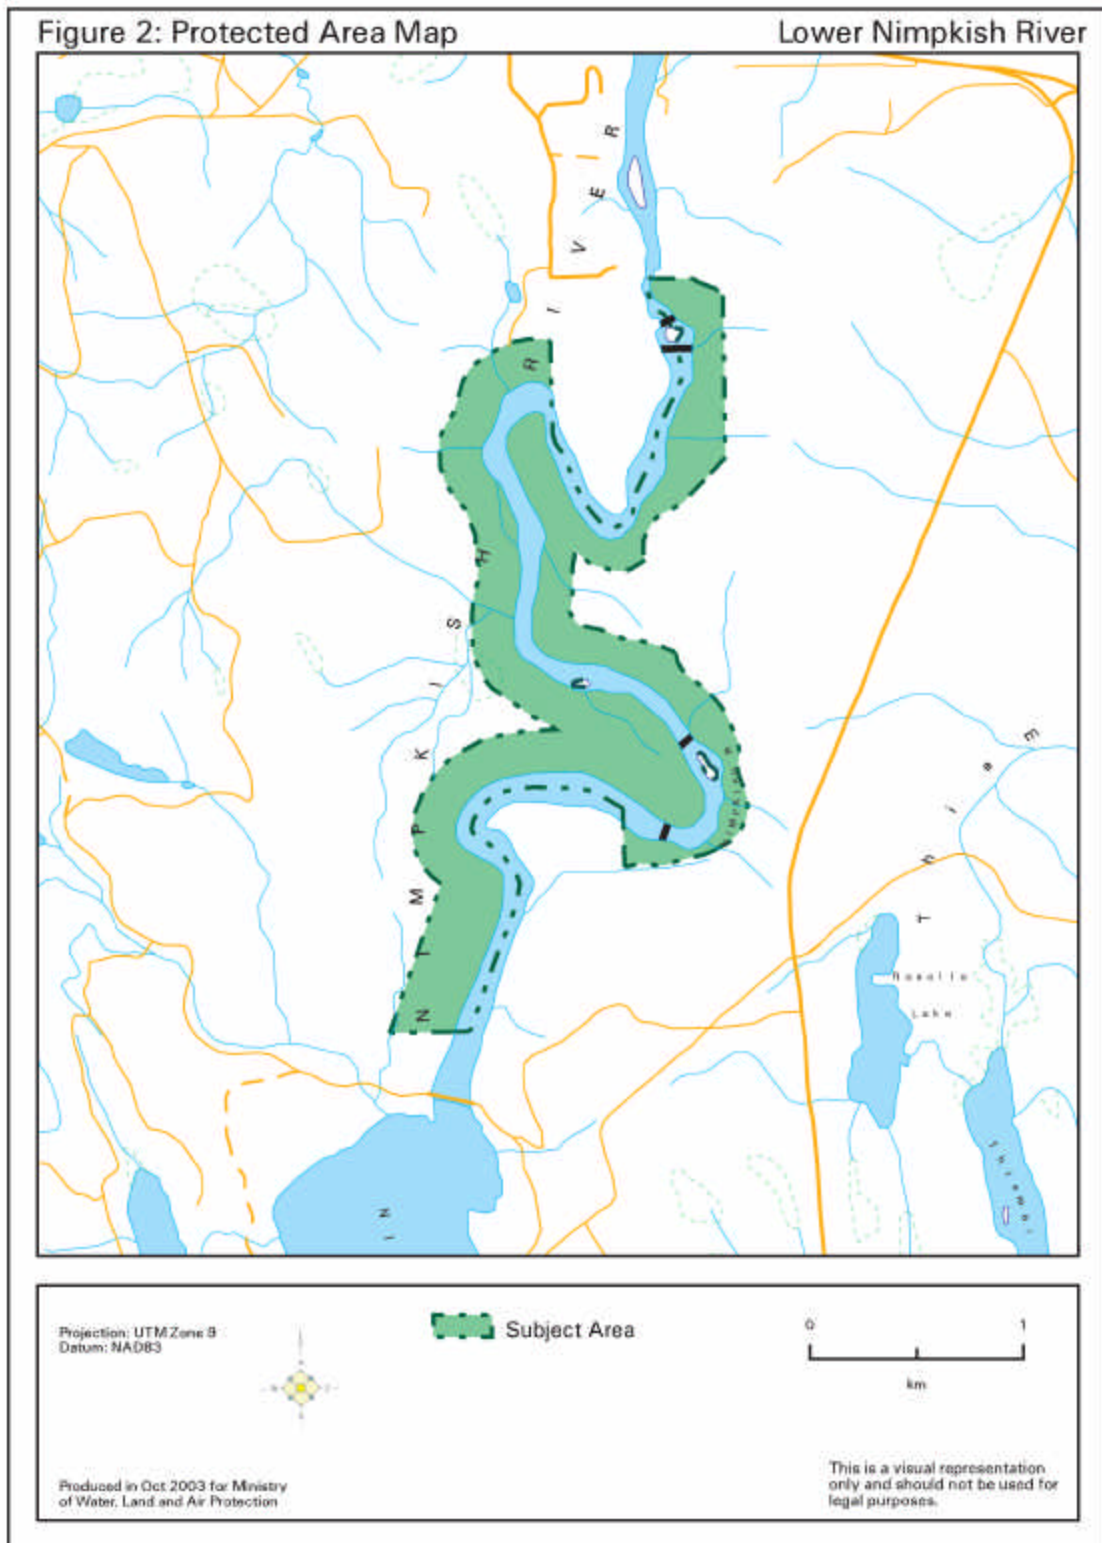 Figure 2: Protected Area Map
Lower Nimpkish River
NIMPKISH RIVER
Lake
Projection: UTM Zone 9
Datum: NAD83
Subject Area
0 1
km
Produced in Oct 2003 for Ministry
of Water, Land and Air Protection
This is a visual representation
only and should not be used for
legal purposes.